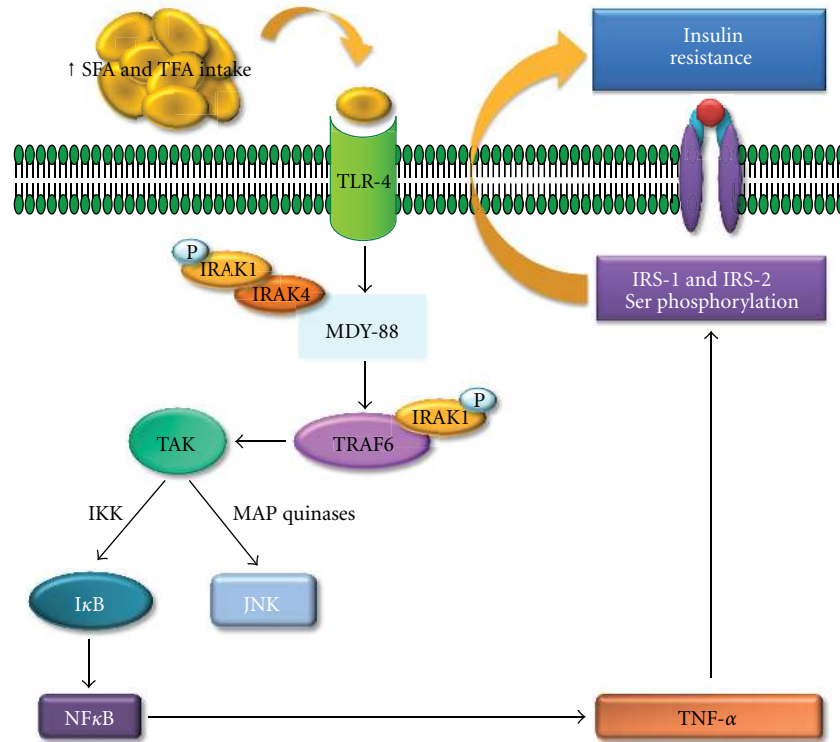 ↑ SFA and TFA intake
Insulin
resistance
TLR-4
P
IRAK1
IRAK4
IRS-1 and IRS-2
Ser phosphorylation
MDY-88
P
IRAK1
TAK
TRAF6
IKK
MAP quinases
IκB
JNK
NFκB
TNF-α